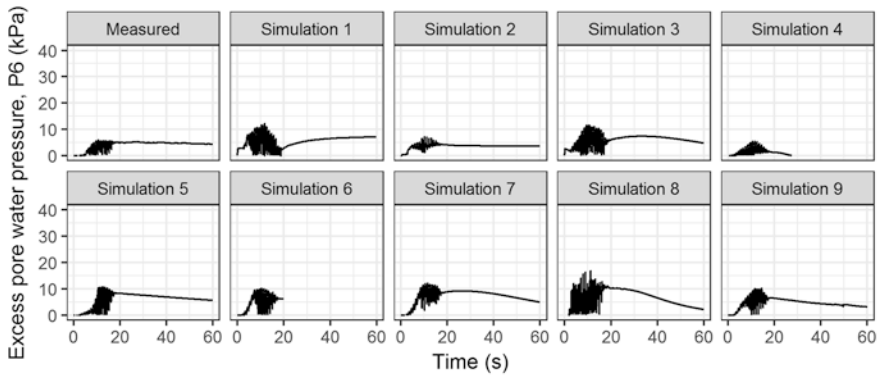 Excess pore water pressure, P6 (kPa)
Measured
Simulation 1
Simulation 2
Simulation 3
Simulation 4
40
30
20
10
0
Simulation 5
Simulation 6
Simulation 7
Simulation 8
Simulation 9
40
30
20
10
0
0 20 40 60
0 20 40 60
0 20 40 60
0 20 40 60
0 20 40 60
Time (s)